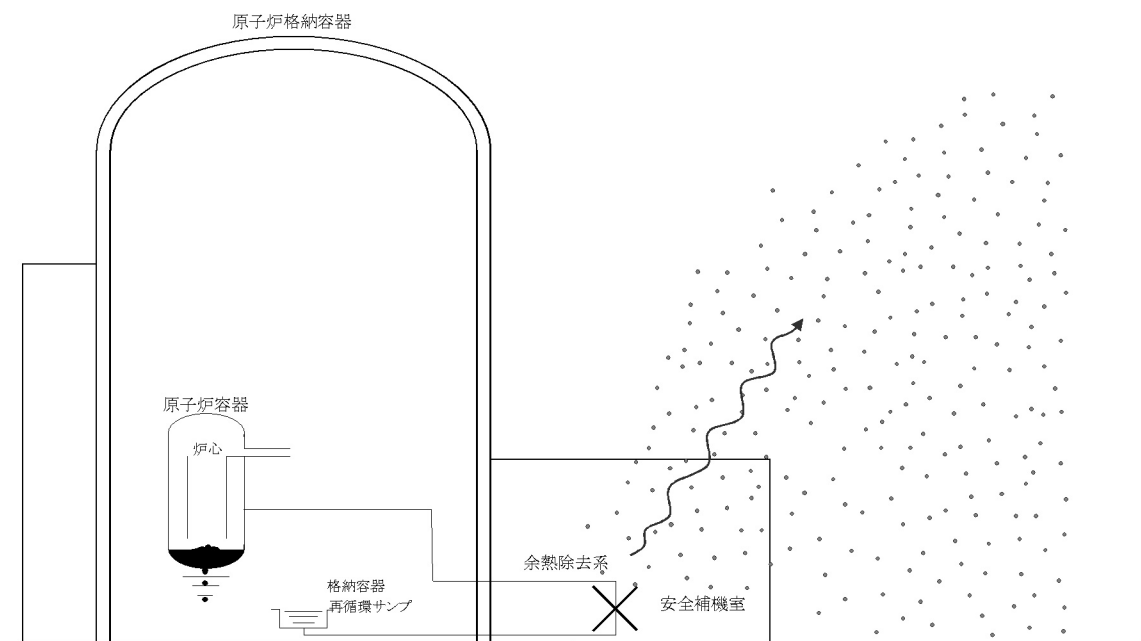 原子炉格納容器
原子炉容器
炉心
余熱除去系
格納容器
再循環サンプ
安全補機室